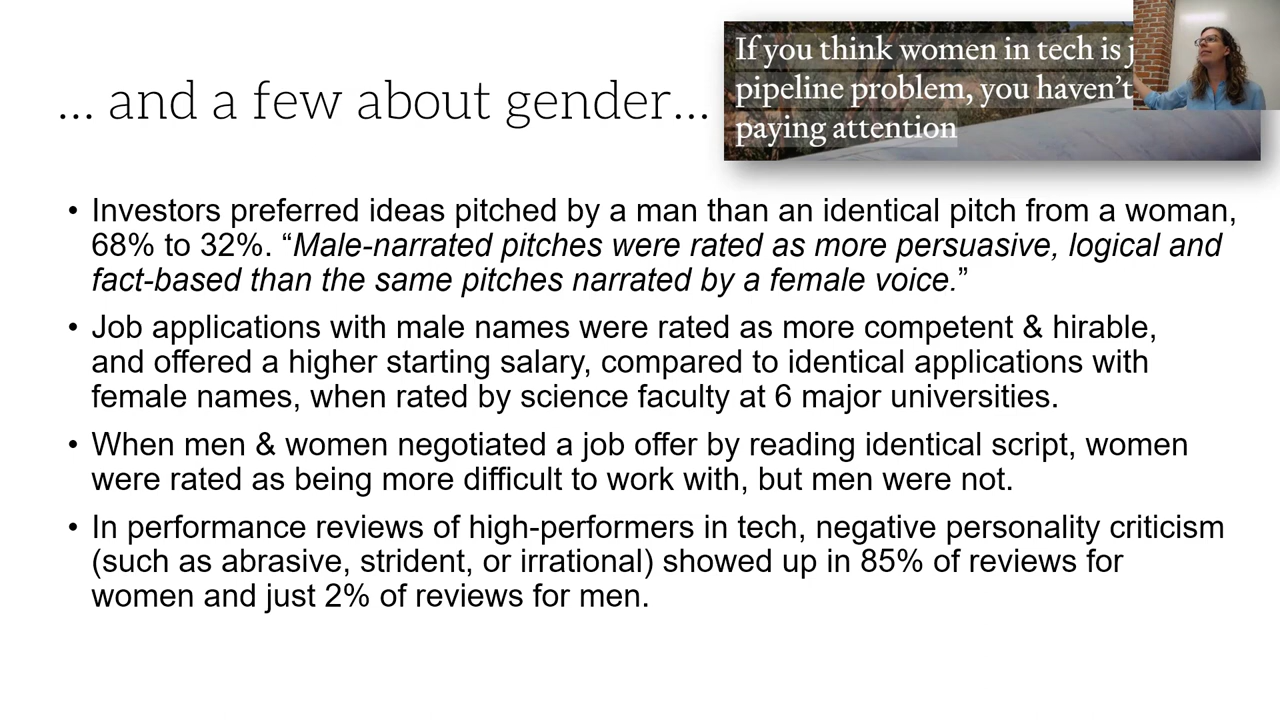 ... and a few about gender...
If you think women in tech is
pipeline problem, you haven't
paying attention
• Investors preferred ideas pitched by a man than an identical pitch from a woman,
68% to 32%. “Male-narrated pitches were rated as more persuasive, logical and
fact-based than the same pitches narrated by a female voice.”
• Job applications with male names were rated as more competent & hirable,
and offered a higher starting salary, compared to identical applications with
female names, when rated by science faculty at 6 major universities.
• When men & women negotiated a job offer by reading identical script, women
were rated as being more difficult to work with, but men were not.
• In performance reviews of high-performers in tech, negative personality criticism
(such as abrasive, strident, or irrational) showed up in 85% of reviews for
women and just 2% of reviews for men.